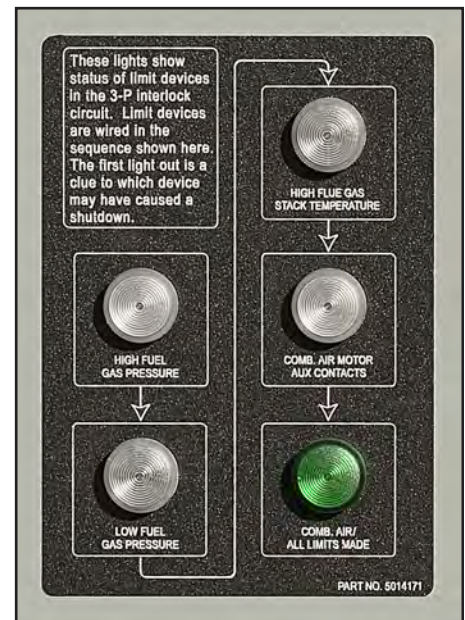 These lights show
status of limit devices
in the 3-P interlock
circuit. Limit devices
are wired in the
sequence shown here.
The first light out is a
clue to which device
may have caused a
shutdown.
HIGH FUEL
GAS PRESSURE
LOW FUEL
GAS PRESSURE
HIGH FLUE GAS
STACK TEMPERATURE
COMB. AIR MOTOR
AUX CONTACTS
COMB. AIR/
ALL LIMITS MADE
PART NO. 5014171